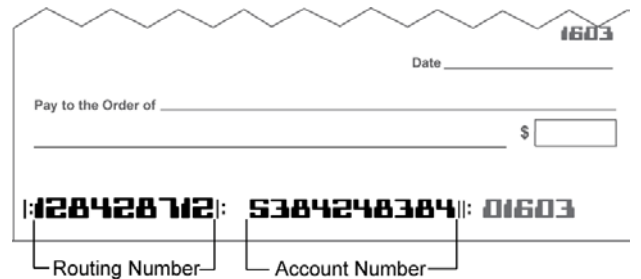 1603
Date
Pay to the Order of
$
|:128428712|: 5384248384||: 01603
Routing Number Account Number